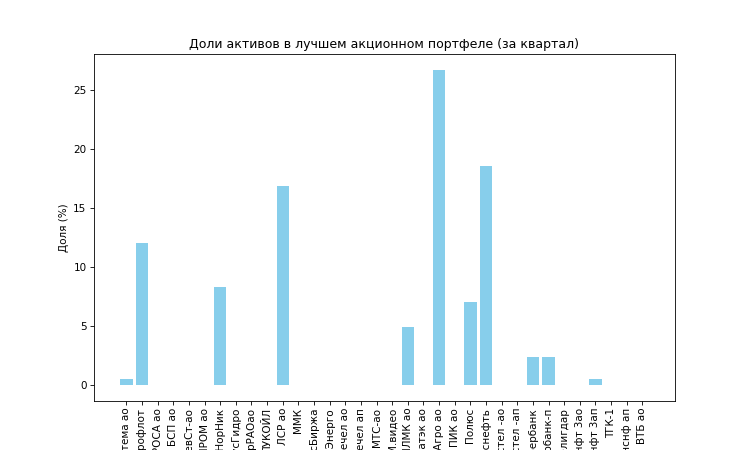 Доли активов в лучшем акционном портфеле (за квартал)
Доля (%)
25
20
15
10
5
0
тема ао
рофлот
РОСА ао
БСП ао
евСт-ао
ПРОМ ао
НорНик
сГидро
рРАОао
ЛУКОЙЛ
ЛСР ао
ММК
сБиржа
Энерго
ечел ао
ечел ап
МТС-ао
М.видео
ЛМК ао
атэк ао
Агро ао
ПИК ао
Полюс
снефть
стел -ао
стел -ап
ербанк
рбанк-п
лигдар
нфт 3ао
нфт 3ап
ТГК-1
нснф ап
ВТБ ао